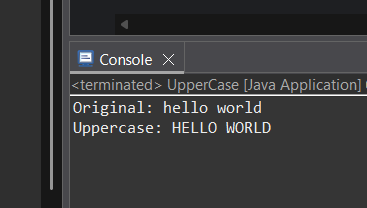 Console
<terminated> UpperCase [Java Application]
Original: hello world
Uppercase: HELLO WORLD